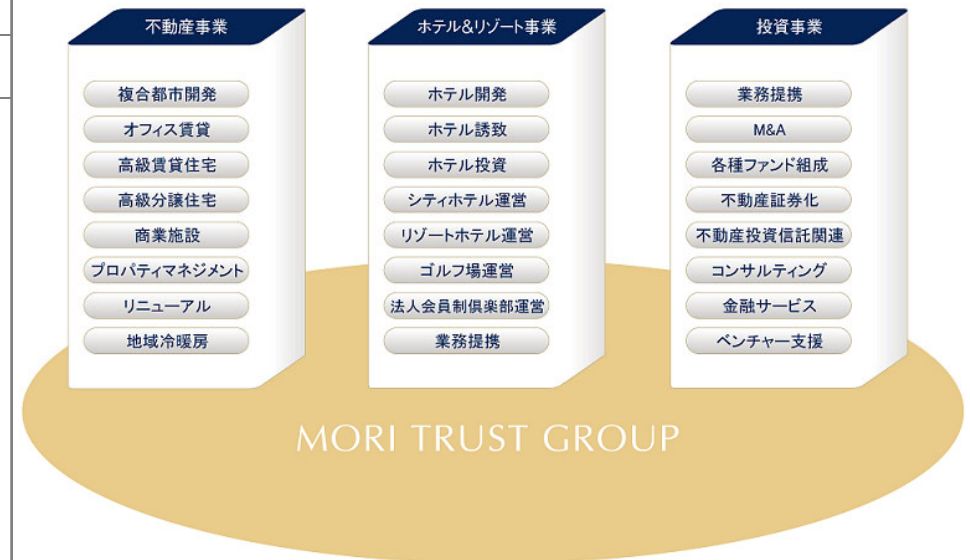 不動産事業
複合都市開発
オフィス賃貸
高級賃貸住宅
高級分譲住宅
商業施設
プロパティマネジメント
リニューアル
地域冷暖房
ホテル&リゾート事業
ホテル開発
ホテル誘致
ホテル投資
シティホテル運営
リゾートホテル運営
ゴルフ場運営
法人会員制倶楽部運営
業務提携
投資事業
業務提携
M&A
各種ファンド組成
不動産証券化
不動産投資信託関連
コンサルティング
金融サービス
ベンチャー支援
MORI TRUST GROUP